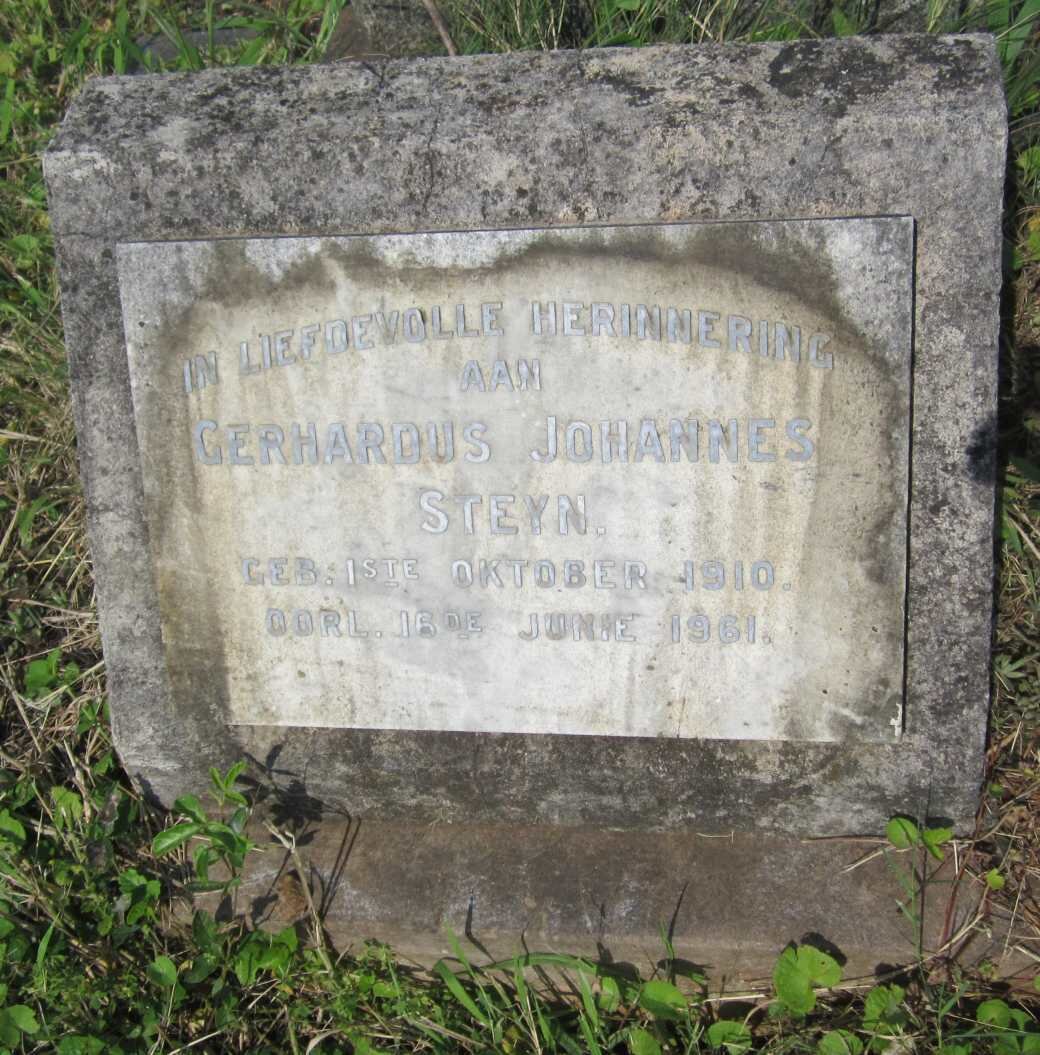 IN LIEFDEVOLLE HERINNERING
AAN
GERHARDUS JOHANNES
STEYN.
GEB. 1STE OKTOBER 1910.
OORL. 16DE JUNIE 1961.